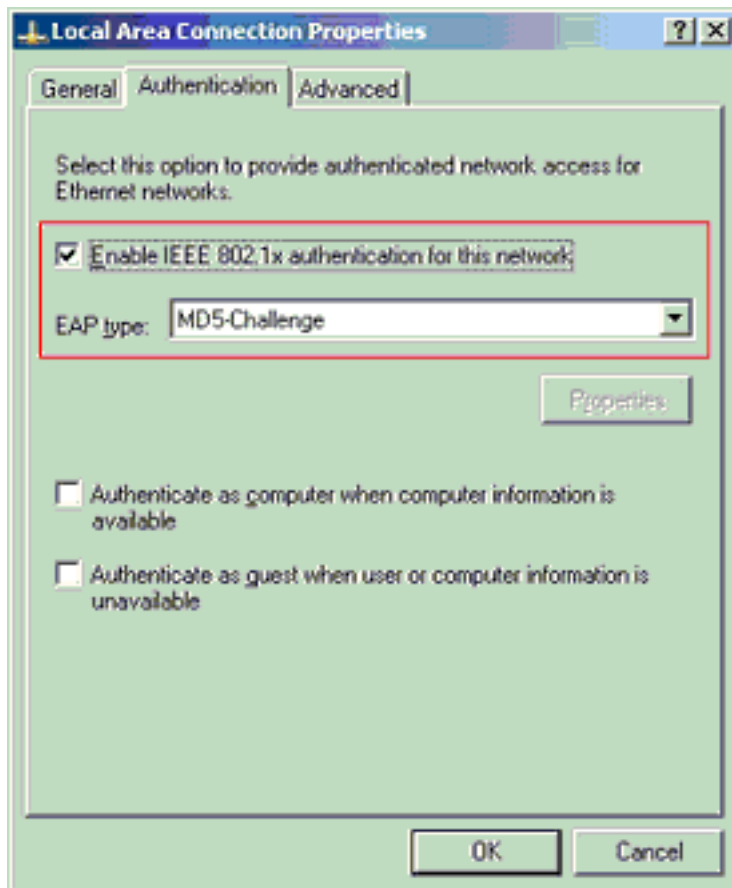 Local Area Connection Properties
General Authentication Advanced
Select this option to provide authenticated network access for
Ethernet networks.
Enable IEEE 802.1x authentication for this network
EAP type: MD5-Challenge
Properties
Authenticate as computer when computer information is
available
Authenticate as guest when user or computer information is
unavailable
OK Cancel